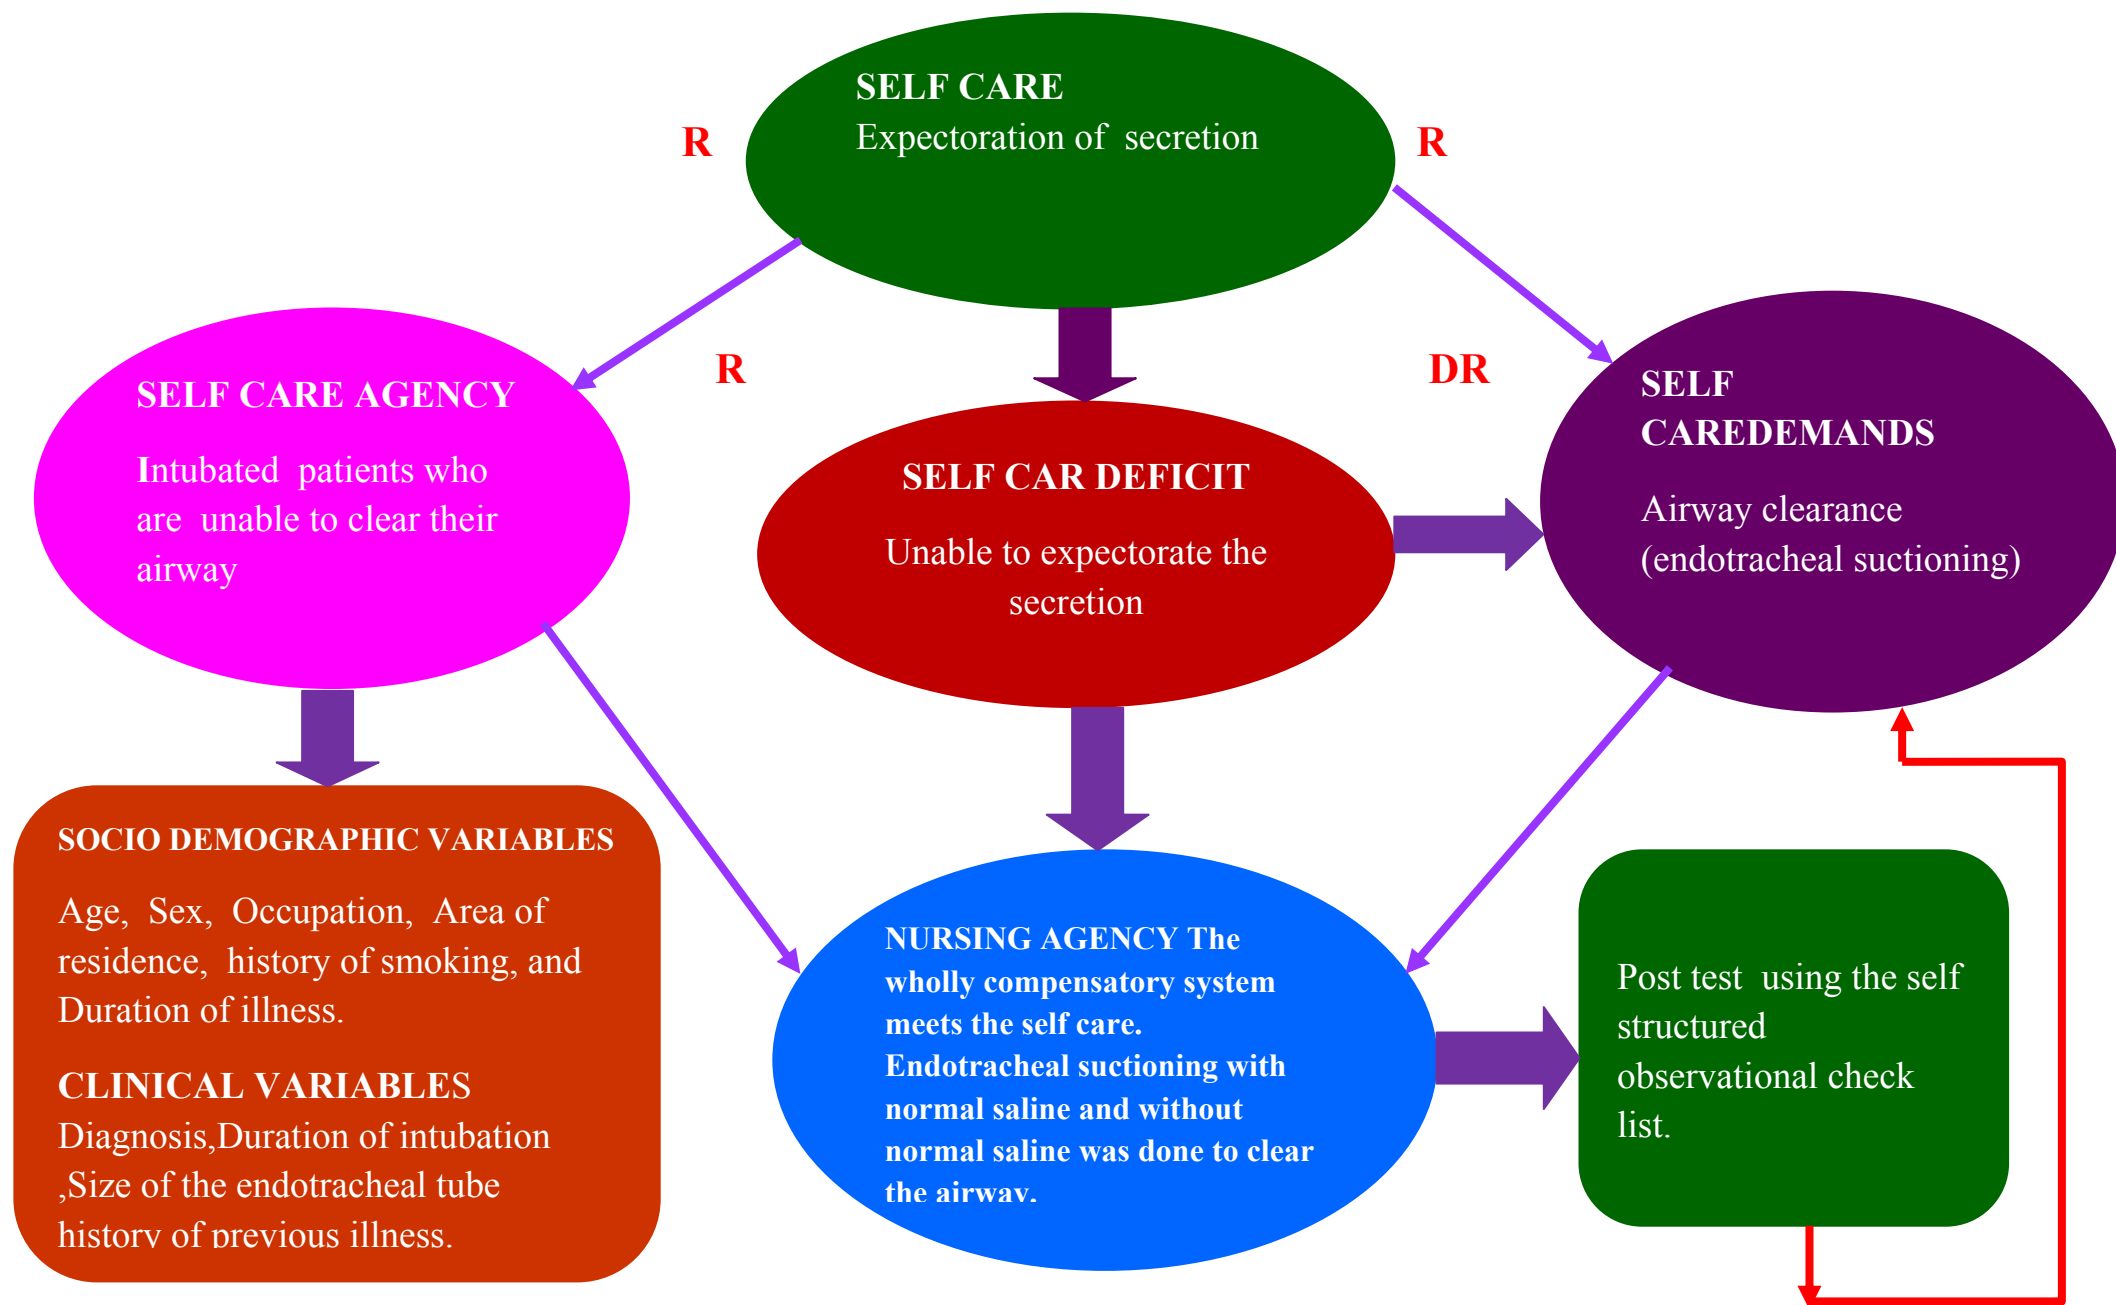 SELF CARE
Expectoration of secretion
R
R
R
DR
SELF CARE AGENCY
Intubated patients who
are unable to clear their
airway
SELF CAR DEFICIT
Unable to expectorate the
secretion
SELF
CAREDEMANDS
Airway clearance
(endotracheal suctioning)
SOCIO DEMOGRAPHIC VARIABLES
Age, Sex, Occupation, Area of
residence, history of smoking, and
Duration of illness.
CLINICAL VARIABLES
Diagnosis,Duration of intubation
,Size of the endotracheal tube
history of previous illness.
NURSING AGENCY The
wholly compensatory system
meets the self care.
Endotracheal suctioning with
normal saline and without
normal saline was done to clear
the airway.
Post test using the self
structured
observational check
list.